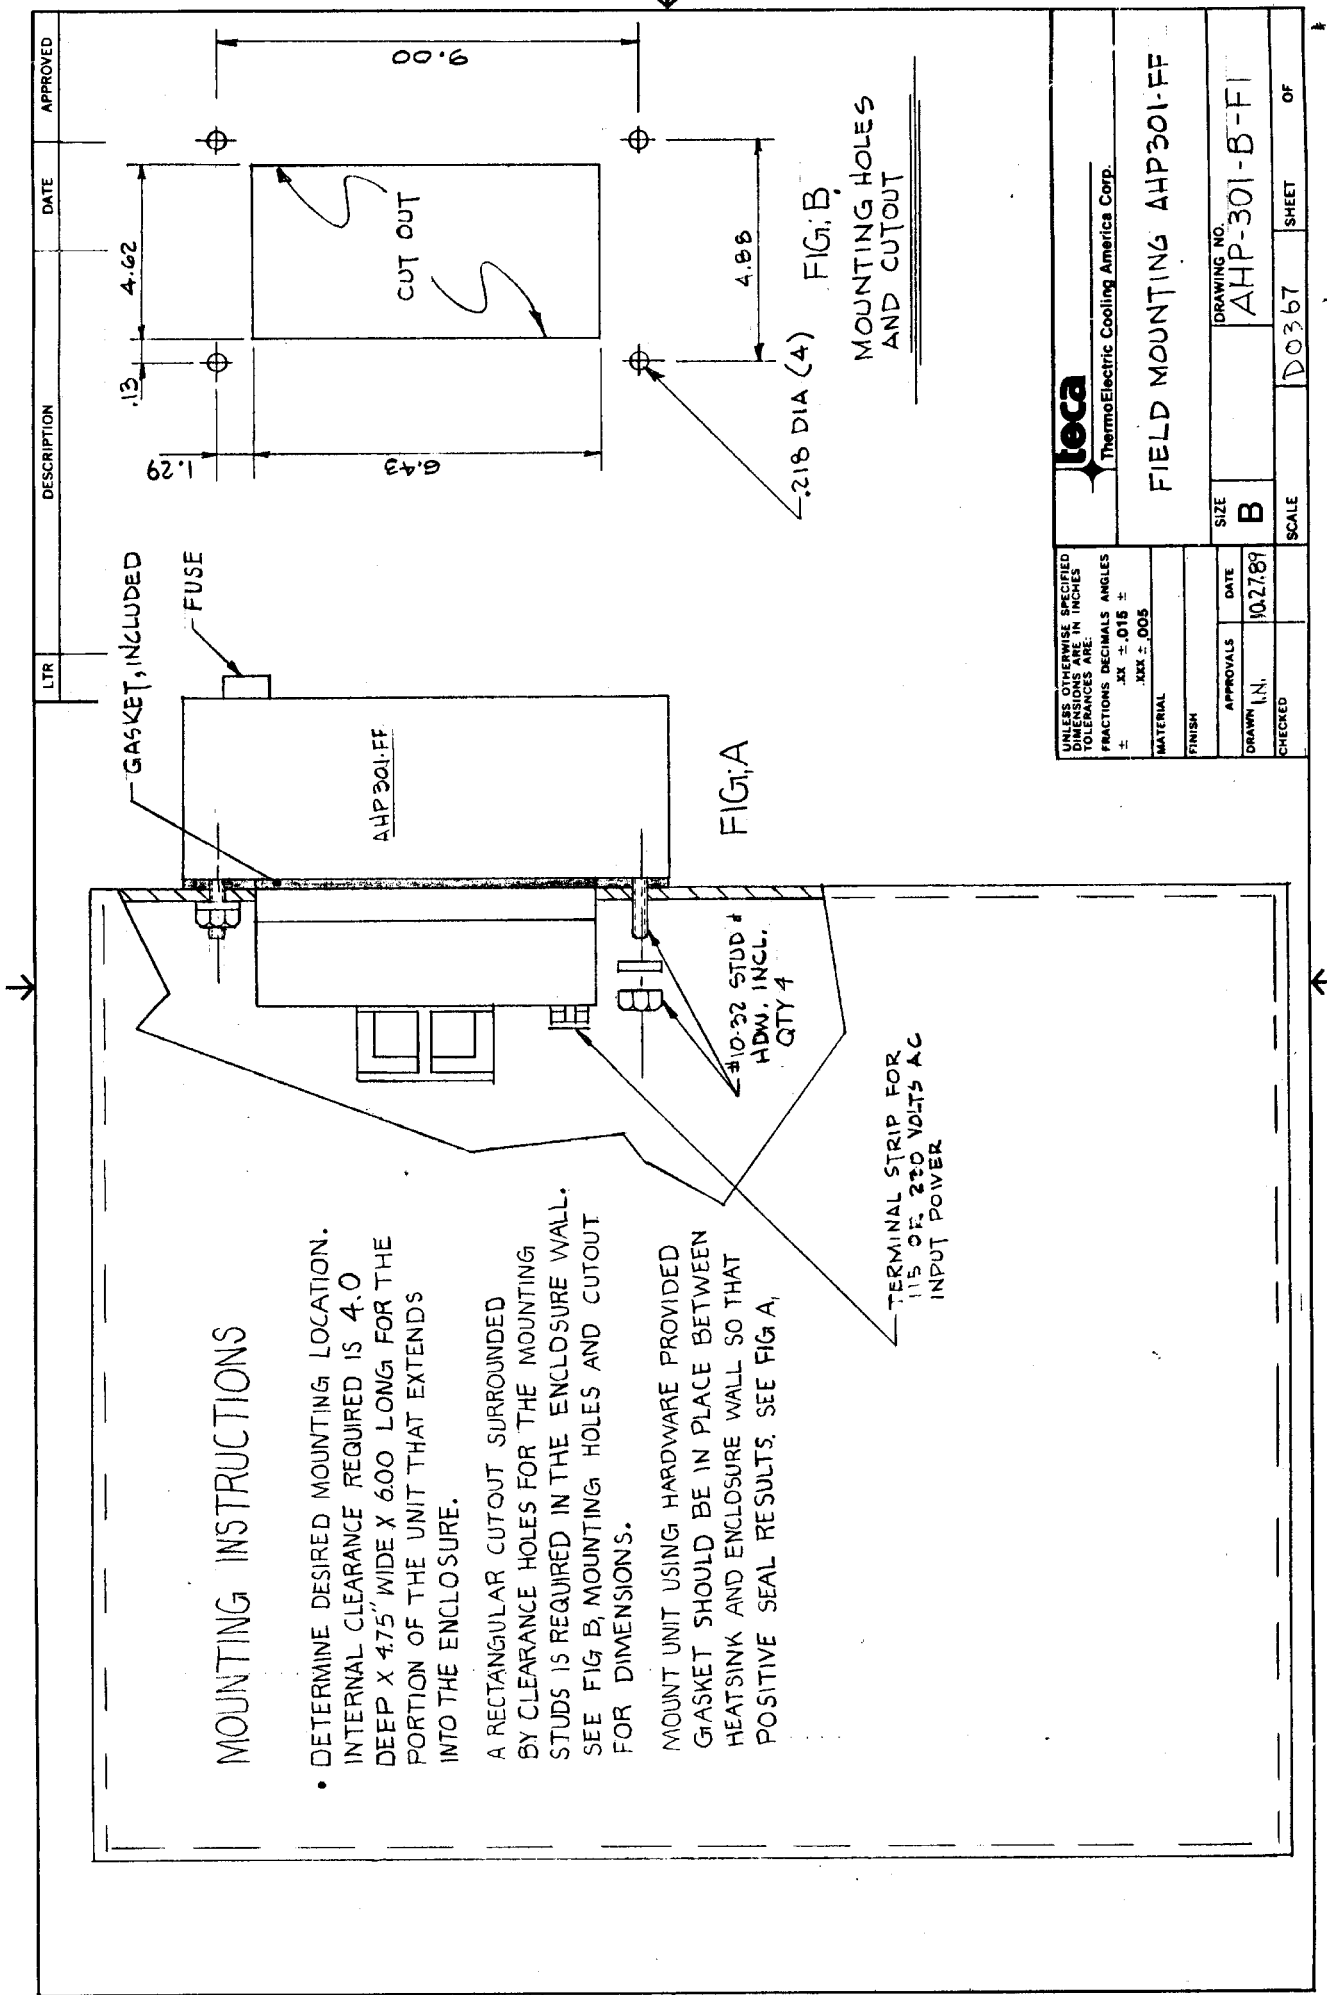 LTR
DESCRIPTION
DATE
APPROVED
MOUNTING INSTRUCTIONS
• DETERMINE DESIRED MOUNTING LOCATION.
INTERNAL CLEARANCE REQUIRED IS 4.0
DEEP X 4.75" WIDE X 6.00 LONG FOR THE
PORTION OF THE UNIT THAT EXTENDS
INTO THE ENCLOSURE.
A RECTANGULAR CUTOUT SURROUNDED
BY CLEARANCE HOLES FOR THE MOUNTING
STUDS IS REQUIRED IN THE ENCLOSURE WALL.
SEE FIG B, MOUNTING HOLES AND CUTOUT
FOR DIMENSIONS.
MOUNT UNIT USING HARDWARE PROVIDED
GASKET SHOULD BE IN PLACE BETWEEN
HEATSINK AND ENCLOSURE WALL SO THAT
POSITIVE SEAL RESULTS. SEE FIG A,
GASKET, INCLUDED
FUSE
AHP301-FF
#10-32 STUD &
HDW. INCL.
QTY 4
FIG. A
TERMINAL STRIP FOR
115 OR 220 VOLTS AC
INPUT POWER
.13
4.62
1.29
6.43
9.00
CUT OUT
4.88
.218 DIA (4)
FIG. B.
MOUNTING HOLES
AND CUTOUT
UNLESS OTHERWISE SPECIFIED
DIMENSIONS ARE IN INCHES
TOLERANCES ARE:
FRACTIONS DECIMALS ANGLES
± .XX ± .015 ±
.XXX ± .005
MATERIAL
FINISH
APPROVALS DATE
DRAWN I.N. 10.27.89
CHECKED
teca
ThermoElectric Cooling America Corp.
FIELD MOUNTING AHP301-FF
SIZE
B
DRAWING NO.
AHP-301-B-F1
SCALE
D0367
SHEET OF